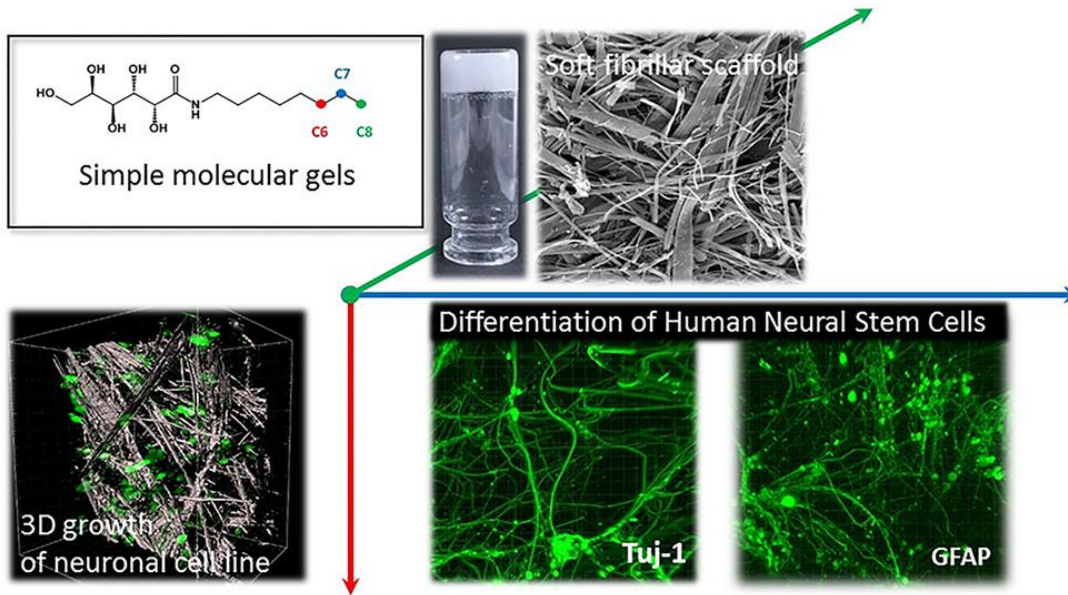 OH
OH
O
HO
N
H
OH
OH
C7
C6
C8
Simple molecular gels
Soft fibrillar scaffold
Differentiation of Human Neural Stem Cells
3D growth
of neuronal cell line
Tuj-1
GFAP